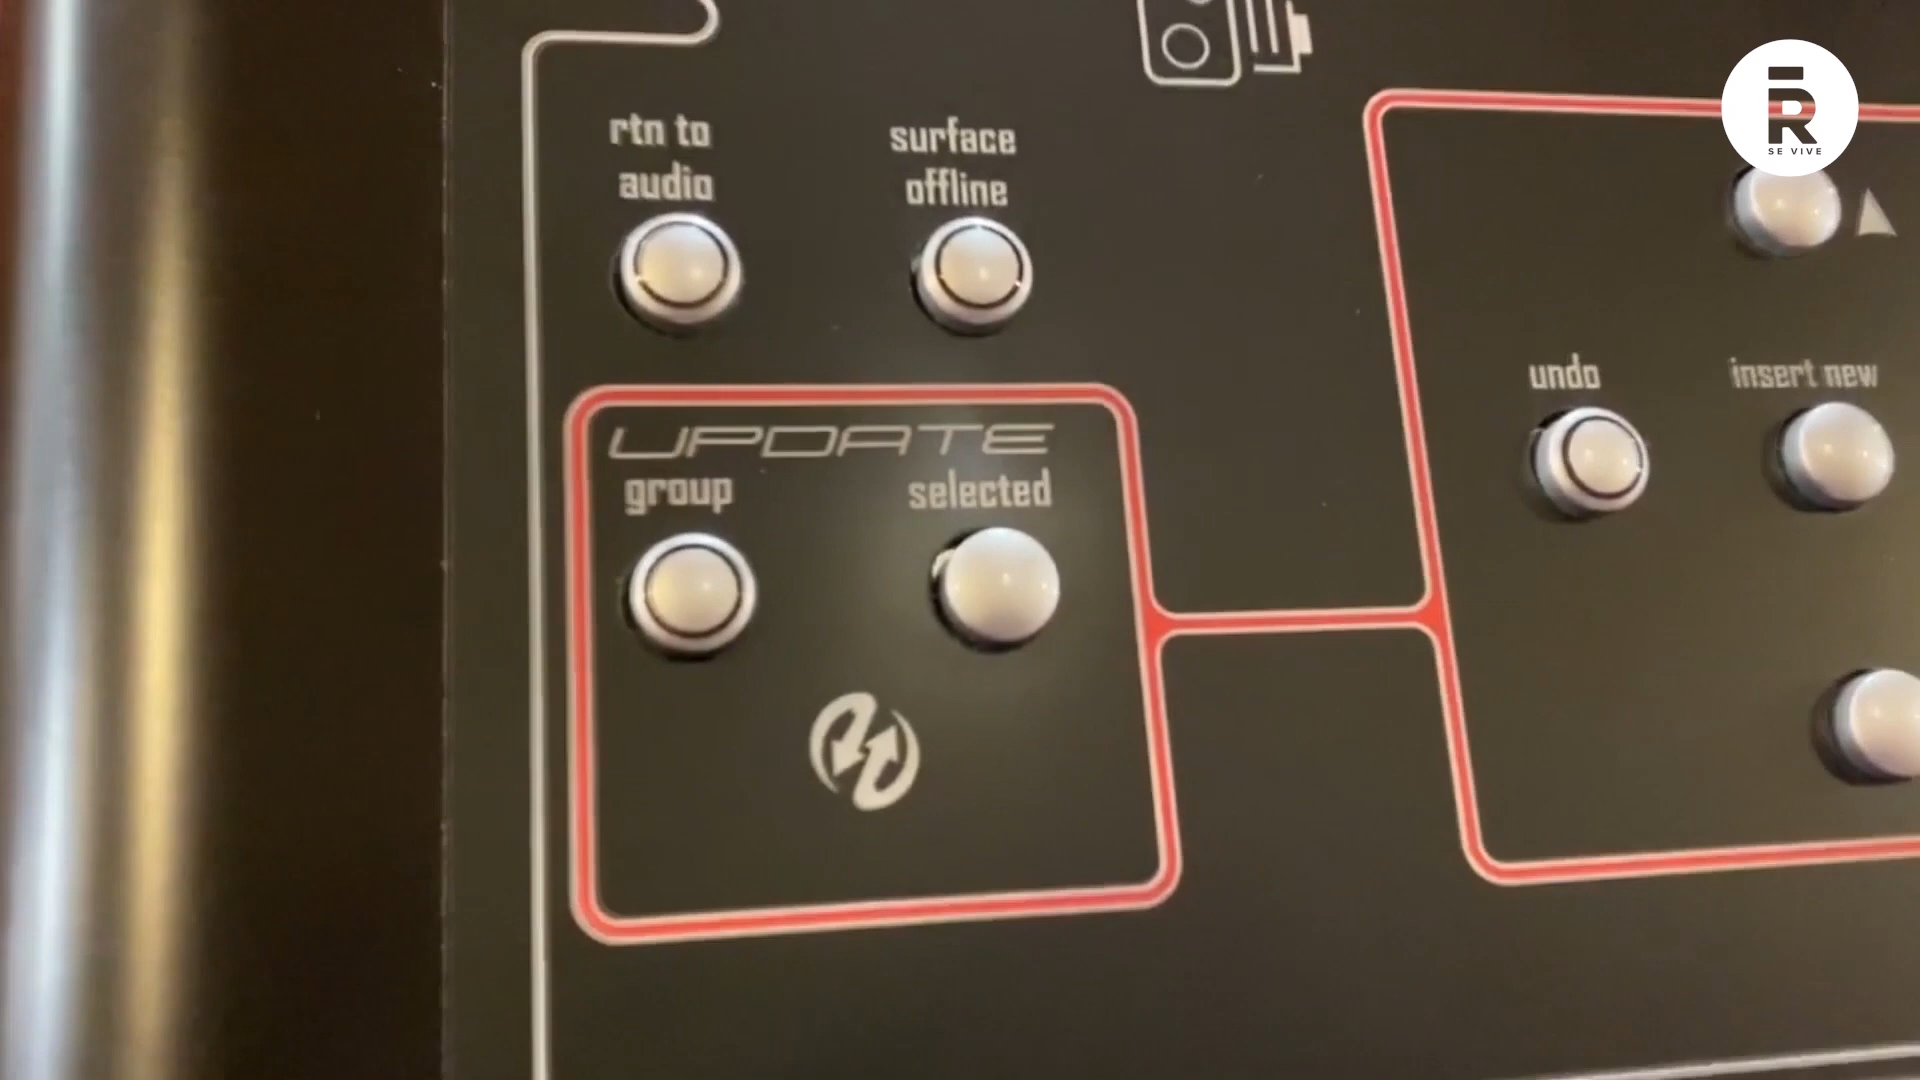 rtn to
audio
surface
offline
UPDATE
group
selected
undo
insert new
R
SE VIVE